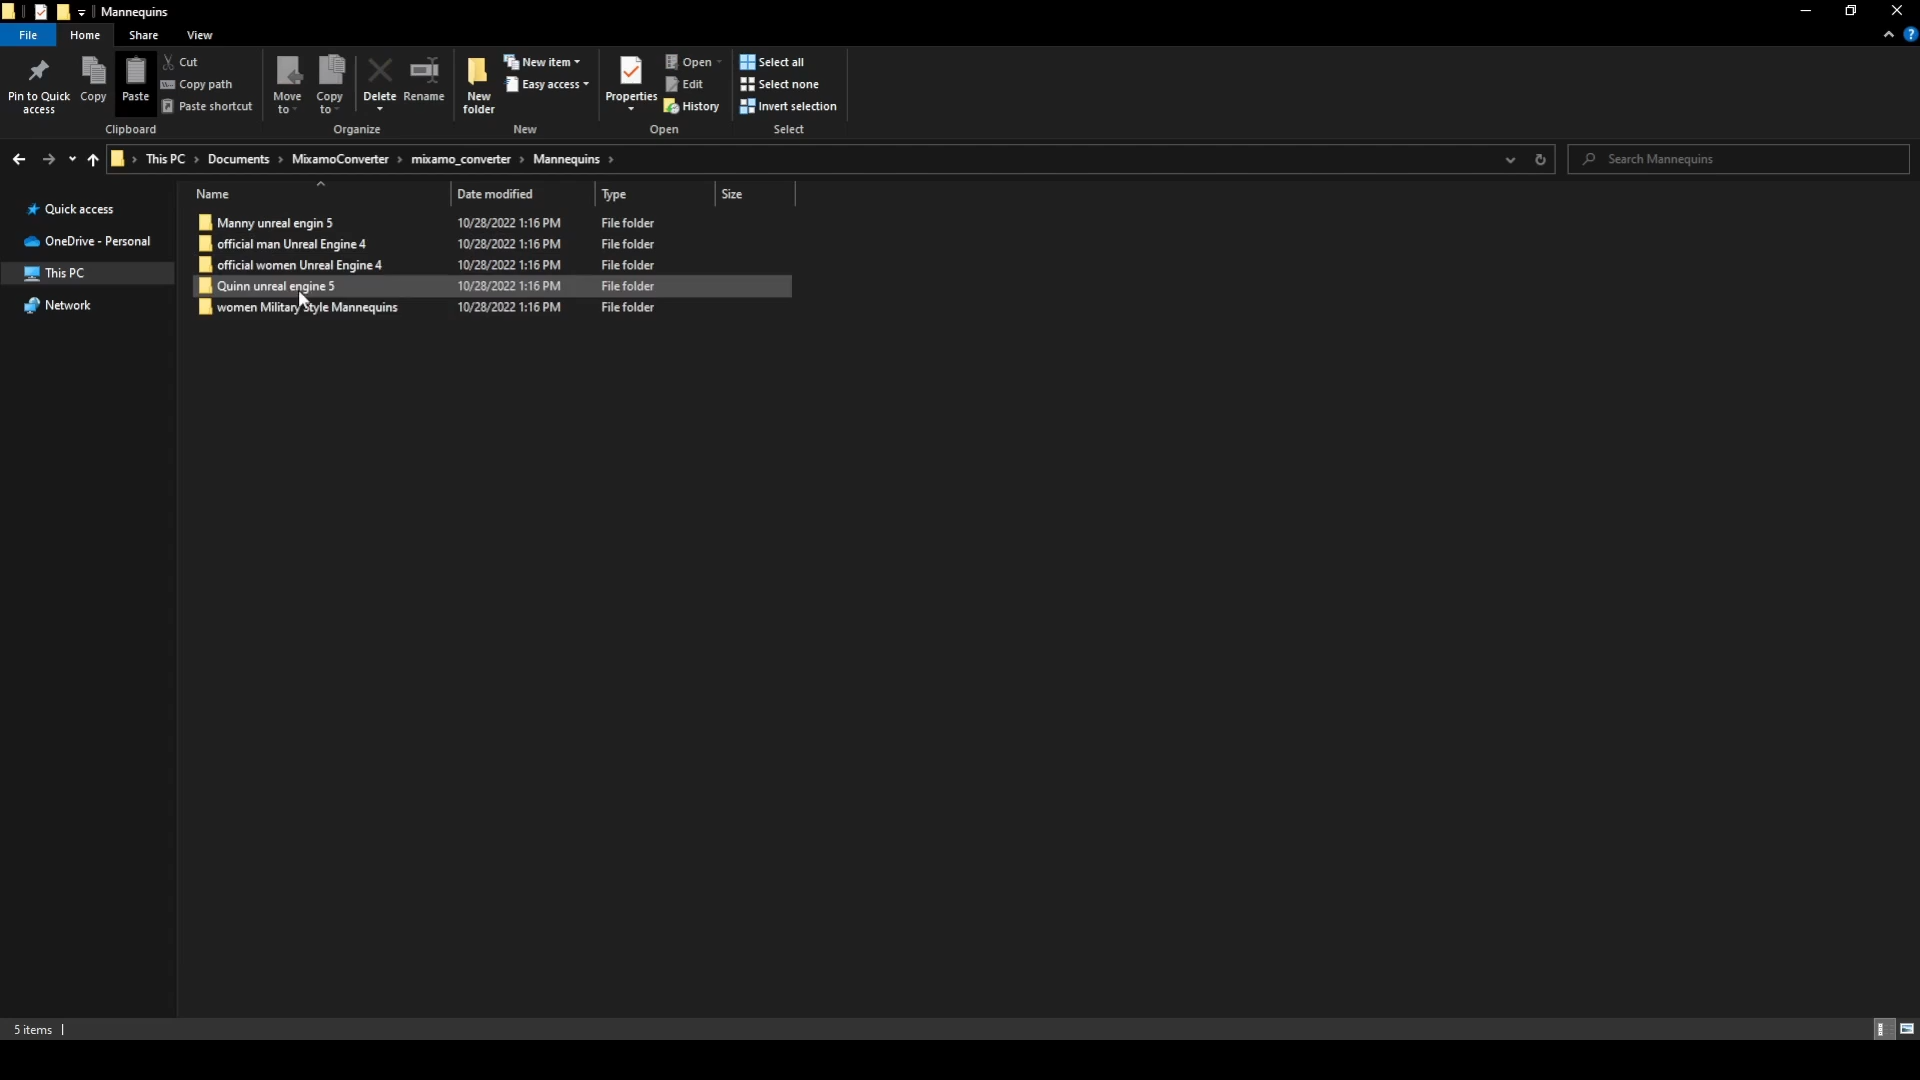 Mannequins
File Home Share View
Pin to Quick access
Copy
Paste
Cut
Copy path
Paste shortcut
Clipboard
Move to
Copy to
Delete
Rename
Organize
New folder
New item
Easy access
New
Properties
Open
Edit
History
Open
Select all
Select none
Invert selection
Select
This PC Documents MixamoConverter mixamo_converter Mannequins
Search Mannequins
Quick access
OneDrive - Personal
This PC
Network
Name Date modified Type Size
Manny unreal engin 5 10/28/2022 1:16 PM File folder
official man Unreal Engine 4 10/28/2022 1:16 PM File folder
official women Unreal Engine 4 10/28/2022 1:16 PM File folder
Quinn unreal engine 5 10/28/2022 1:16 PM File folder
women Military Style Mannequins 10/28/2022 1:16 PM File folder
5 items